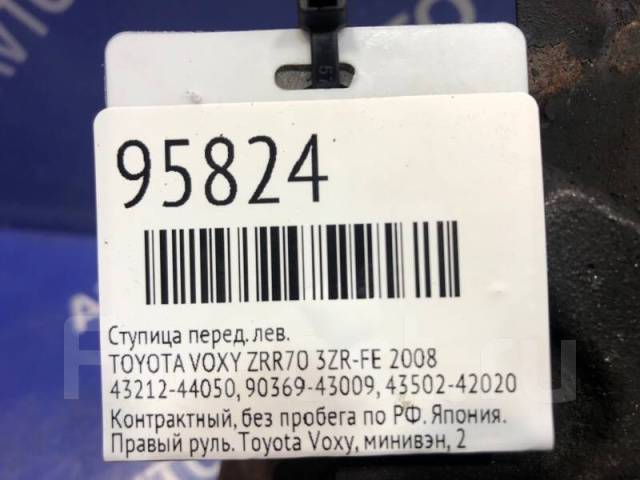 95824
Ступица перед. лев.
TOYOTA VOXY ZRR70 3ZR-FE 2008
43212-44050, 90369-43009, 43502-42020
Контрактный, без пробега по РФ. Япония.
Правый руль. Toyota Voxy, минивэн, 2